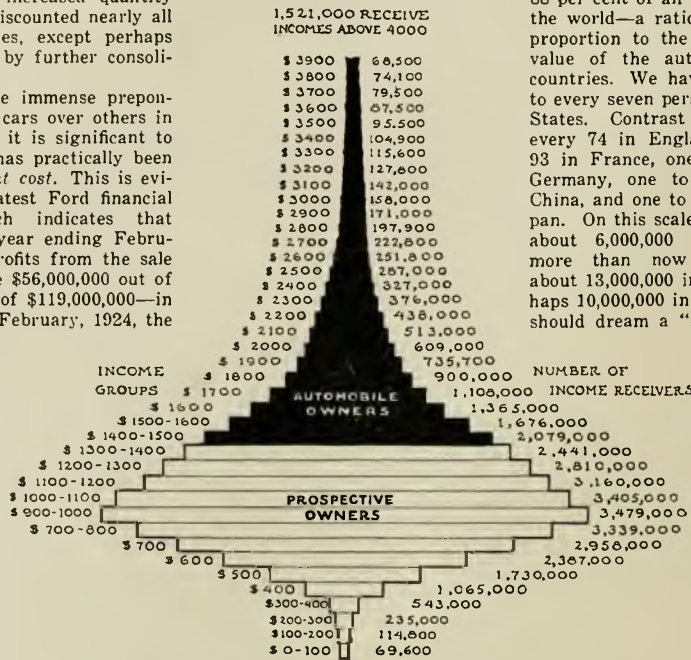 increased quantity
iscounted nearly all
es, except perhaps
by further consoli-
e immense prepon-
cars over others in
it is significant to
has practically been
t cost. This is evi-
atest Ford financial
ch indicates that
year ending Febru-
rofits from the sale
e $56,000,000 out of
of $119,000,000—in
February, 1924, the
1,521,000 RECEIVE
INCOMES ABOVE 4000
$ 3900 68,500
$ 3800 74,100
$ 3700 79,500
$ 3600 87,500
$ 3500 95.500
$ 3400 104,900
$ 3300 115,600
$ 3200 127,800
$ 3100 142,000
$ 3000 158,000
$ 2900 171,000
$ 2800 197,900
$ 2700 222,800
$ 2600 251.800
$ 2500 287,000
$ 2400 327,000
$ 2300 376,000
$ 2200 438,000
$ 2100 513,000
$ 2000 609,000
$ 1900 735,700
INCOME GROUPS
NUMBER OF INCOME RECEIVERS
$ 1800 900,000
$ 1700 1,108,000
AUTOMOBILE OWNERS
$ 1600 1,365,000
$ 1500-1600 1,676,000
$ 1400-1500 2,079,000
$ 1300-1400 2,441,000
$ 1200-1300 2,810,000
$ 1100-1200 3,160,000
$ 1000-1100 3,405,000
PROSPECTIVE OWNERS
$ 900-1000 3,479,000
$ 700-800 3,339,000
$ 700 2,958,000
$ 600 2,387,000
$ 500 1,730,000
$ 400 1,065,000
$300-400 543,000
$200-300 235,000
$100-200 114,800
$ 0-100 69,600
88 per cent of all
the world—a ratio
proportion to the
value of the aut
countries. We hav
to every seven per
States. Contrast
every 74 in Engla
93 in France, one
Germany, one to
China, and one to
pan. On this scale
about 6,000,000
more than now
about 13,000,000 i
haps 10,000,000 in
should dream a "